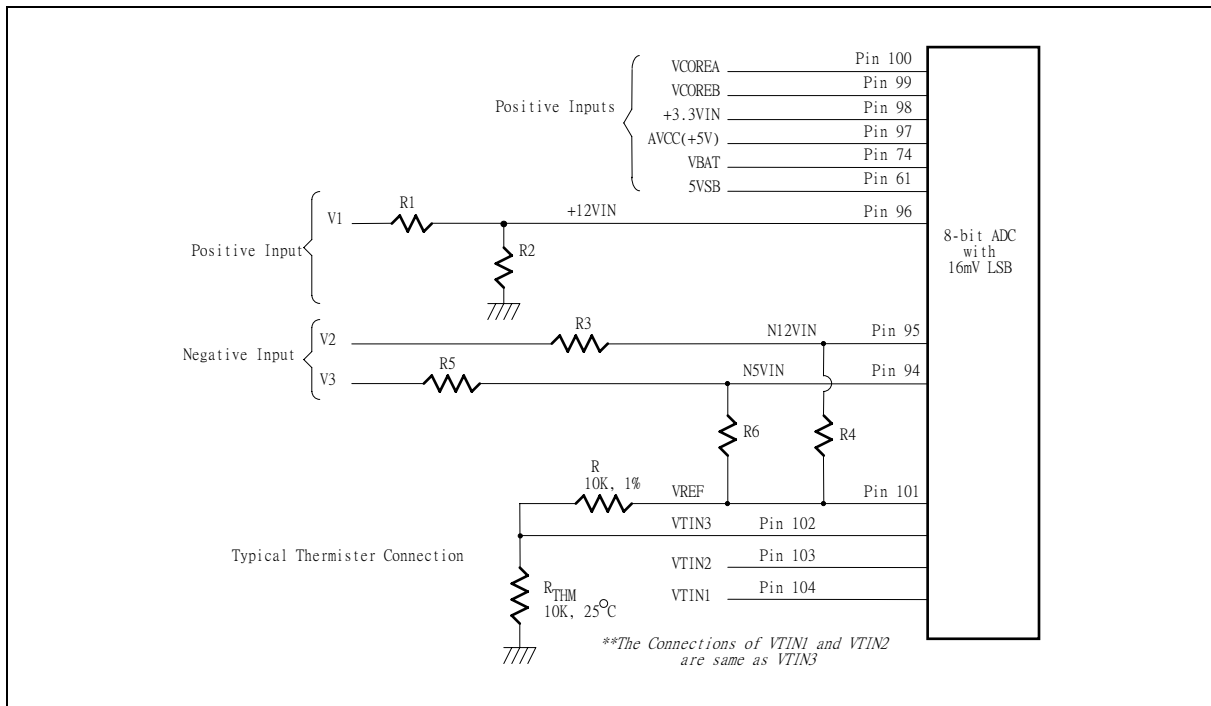 VCOREA Pin 100
VCOREB Pin 99
Positive Inputs
+3.3VIN Pin 98
AVCC(+5V) Pin 97
VBAT Pin 74
5VSB Pin 61
V1 R1 +12VIN Pin 96
Positive Input
R2
8-bit ADC
with
16mV LSB
V2 R3 N12VIN Pin 95
Negative Input
V3 R5 N5VIN Pin 94
R6 R4
R
10K, 1%
VREF Pin 101
VTIN3 Pin 102
Typical Thermister Connection
VTIN2 Pin 103
VTIN1 Pin 104
RTHM
10K, 25°C
**The Connections of VTIN1 and VTIN2
are same as VTIN3